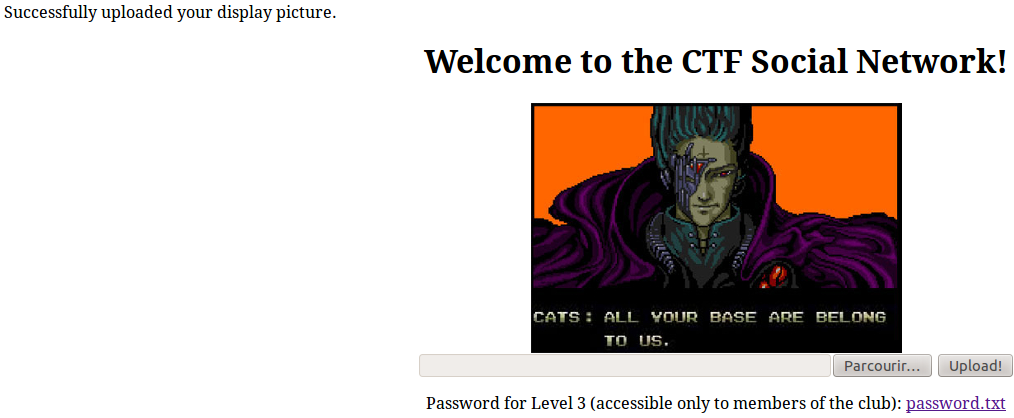 Successfully uploaded your display picture.
Welcome to the CTF Social Network!
CATS: ALL YOUR BASE ARE BELONG
TO US.
Parcourir... Upload!
Password for Level 3 (accessible only to members of the club): password.txt